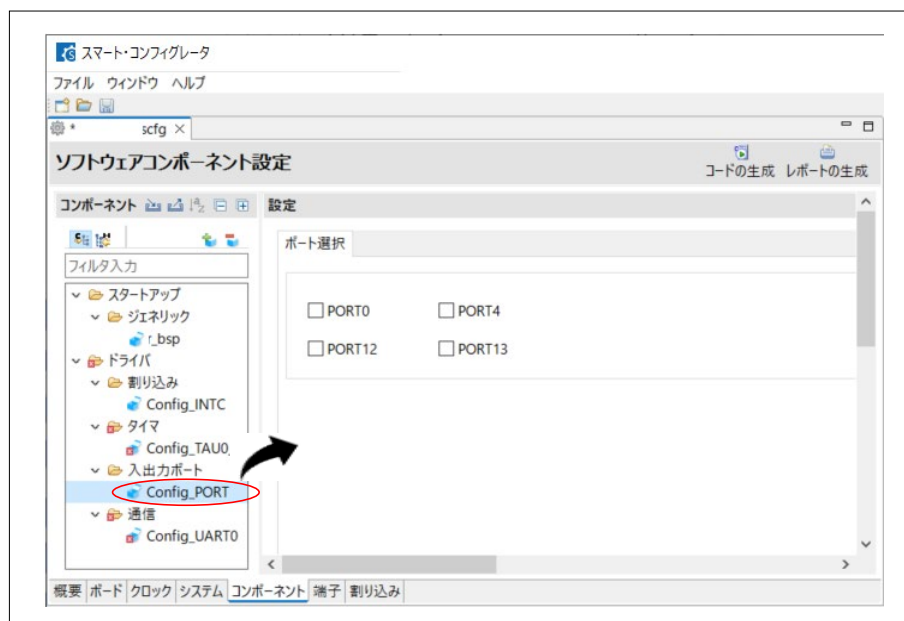 スマート・コンフィグレータ
ファイル ウィンドウ ヘルプ
* scfg ×
ソフトウェアコンポーネント設定
コードの生成 レポートの生成
コンポーネント
設定
ポート選択
フィルタ入力
スタートアップ
ジェネリック
r_bsp
ドライバ
割り込み
Config_INTC
タイマ
Config_TAU0
入出力ポート
Config_PORT
通信
Config_UART0
PORT0 PORT4
PORT12 PORT13
概要 ボード クロック システム コンポーネント 端子 割り込み